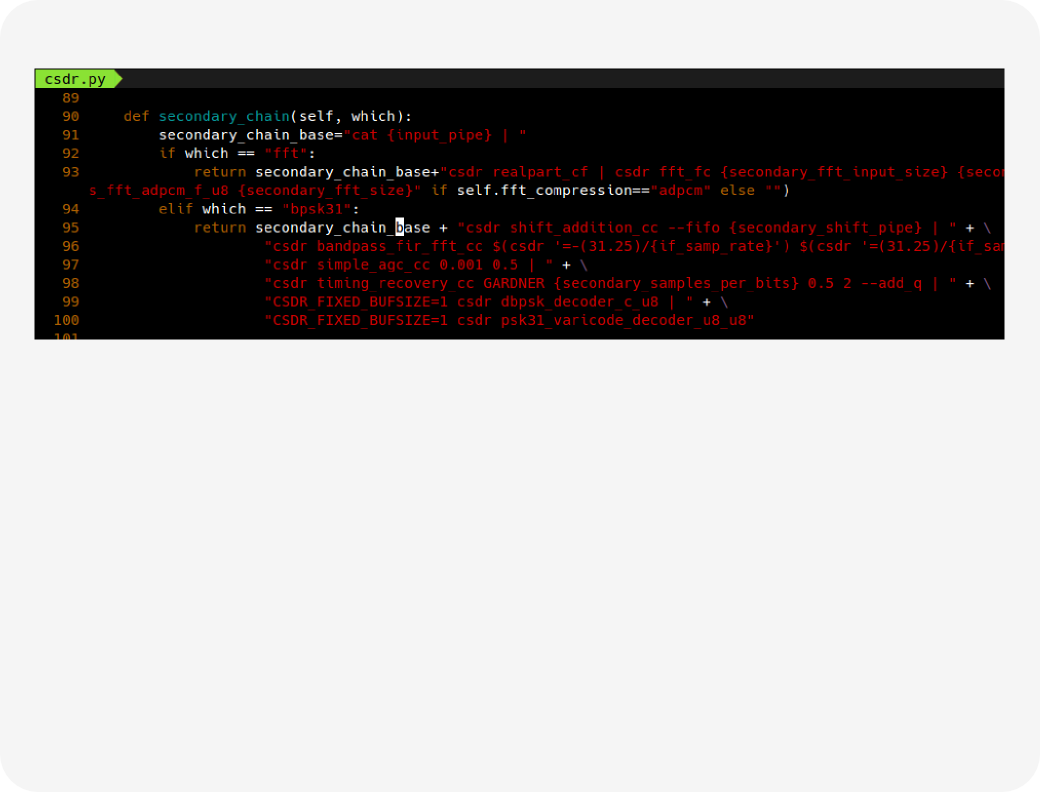 csdr.py
89
90     def secondary_chain(self, which):
91         secondary_chain_base="cat {input_pipe} | "
92         if which == "fft":
93             return secondary_chain_base+"csdr realpart_cf | csdr fft_fc {secondary_fft_input_size} {secon
s_fft_adpcm_f_u8 {secondary_fft_size}" if self.fft_compression=="adpcm" else "")
94         elif which == "bpsk31":
95             return secondary_chain_base + "csdr shift_addition_cc --fifo {secondary_shift_pipe} | " + \
96                     "csdr bandpass_fir_fft_cc $(csdr '=-(31.25)/{if_samp_rate}') $(csdr '=(31.25)/{if_sam
97                     "csdr simple_agc_cc 0.001 0.5 | " + \
98                     "csdr timing_recovery_cc GARDNER {secondary_samples_per_bits} 0.5 2 --add_q | " + \
99                     "CSDR_FIXED_BUFSIZE=1 csdr dbpsk_decoder_c_u8 | " + \
100                     "CSDR_FIXED_BUFSIZE=1 csdr psk31_varicode_decoder_u8_u8"
101